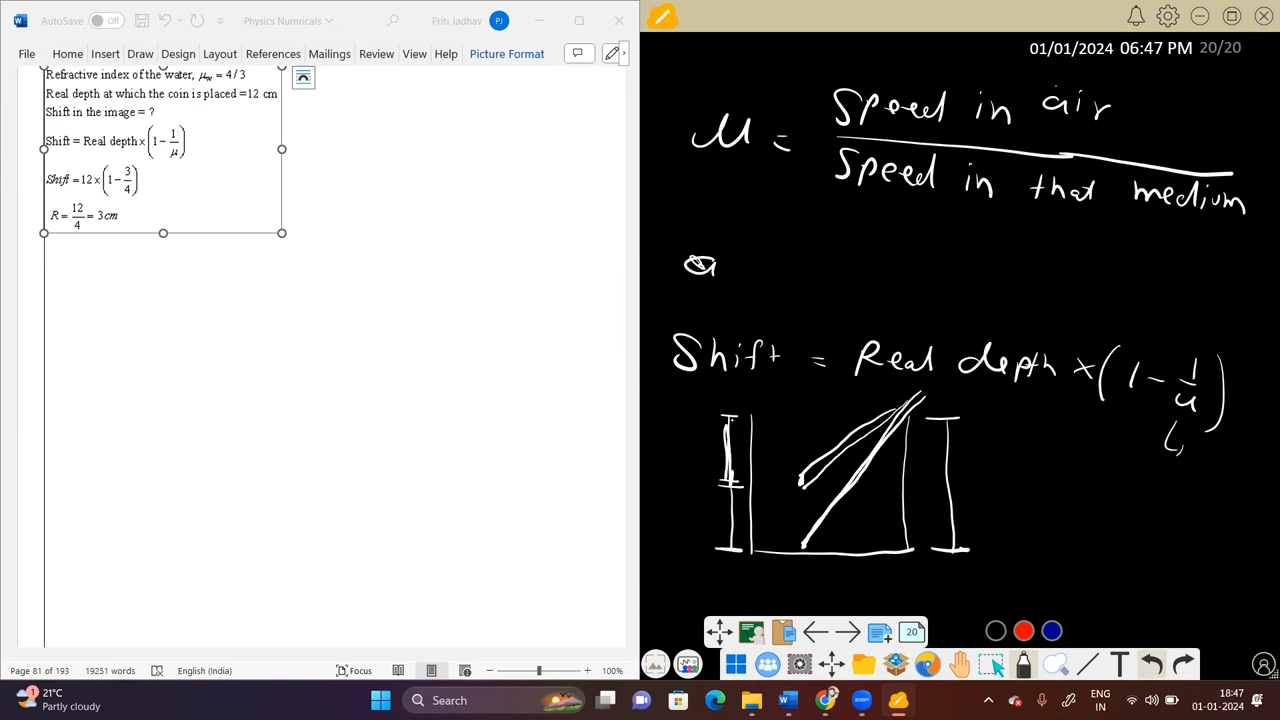 AutoSave Off Physics Numricals Priti Jadhav PJ
File Home Insert Draw Design Layout References Mailings Review View Help Picture Format
Refractive index of the water, μw = 4 / 3
Real depth at which the coin is placed =12 cm
Shift in the image = ?
Shift = Real depth × (1 − 1/μ)
Shift = 12 × (1 − 3/4)
R = 12/4 = 3cm
Page 161 of 193 19251 words English (India) Focus 100%
01/01/2024 06:47 PM 20/20
μ = Speed in air / Speed in that medium
Shift = Real depth × (1 − 1/u)
20
21°C
Partly cloudy
Search
ENG
IN
18:47
01-01-2024